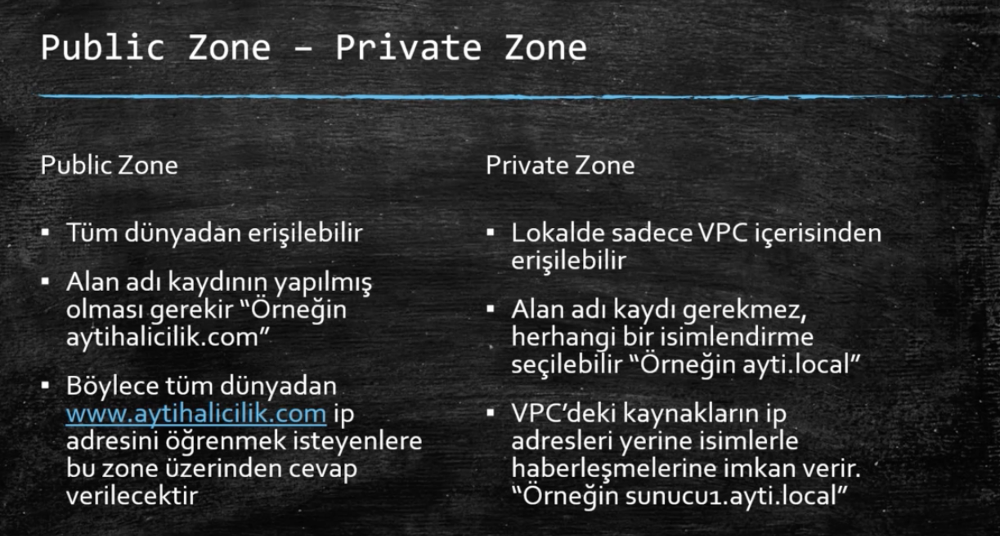 Public Zone – Private Zone
Public Zone
▪ Tüm dünyadan erişilebilir
▪ Alan adı kaydının yapılmış
olması gerekir “Örneğin
aytihalicilik.com”
▪ Böylece tüm dünyadan
www.aytihalicilik.com ip
adresini öğrenmek isteyenlere
bu zone üzerinden cevap
verilecektir
Private Zone
▪ Lokalde sadece VPC içerisinden
erişilebilir
▪ Alan adı kaydı gerekmez,
herhangi bir isimlendirme
seçilebilir “Örneğin ayti.local”
▪ VPC’deki kaynakların ip
adresleri yerine isimlerle
haberleşmelerine imkan verir.
“Örneğin sunucu1.ayti.local”